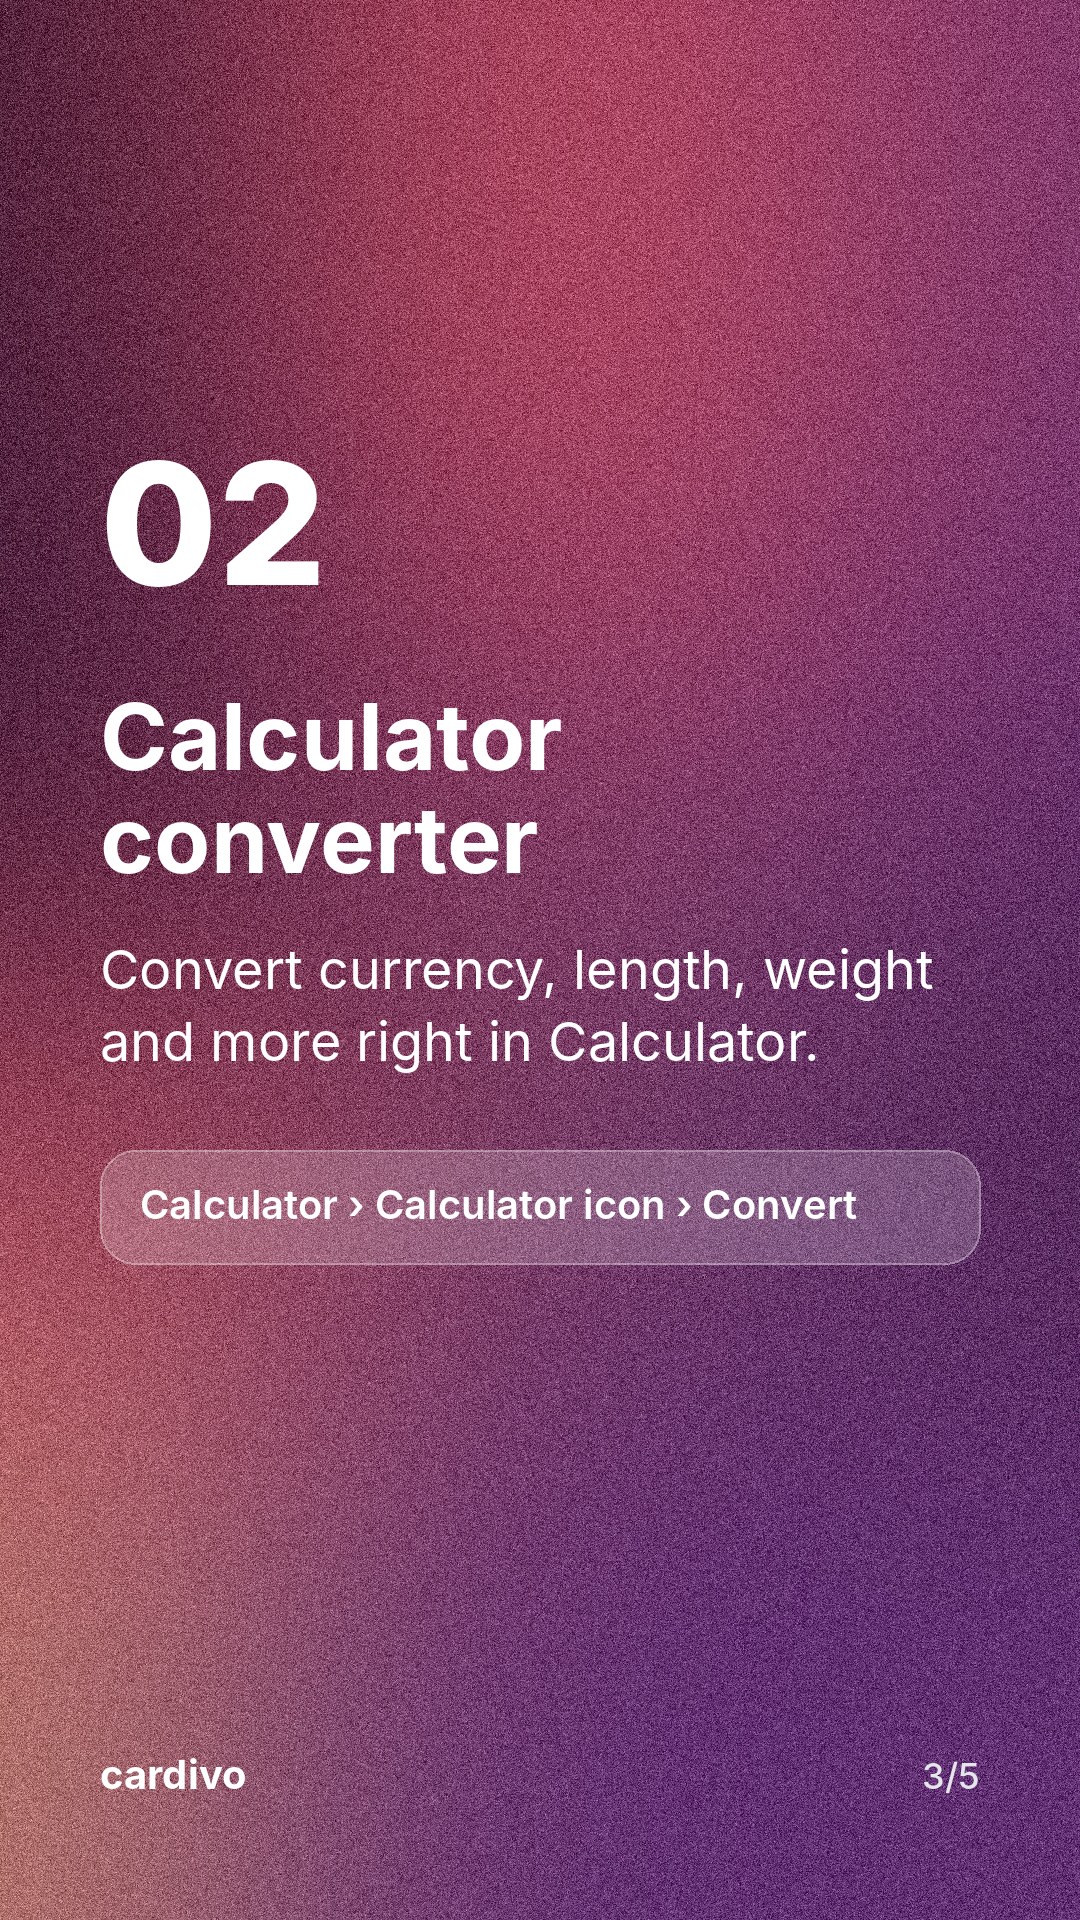 02
Calculator
converter
Convert currency, length, weight
and more right in Calculator.
Calculator › Calculator icon › Convert
cardivo
3/5